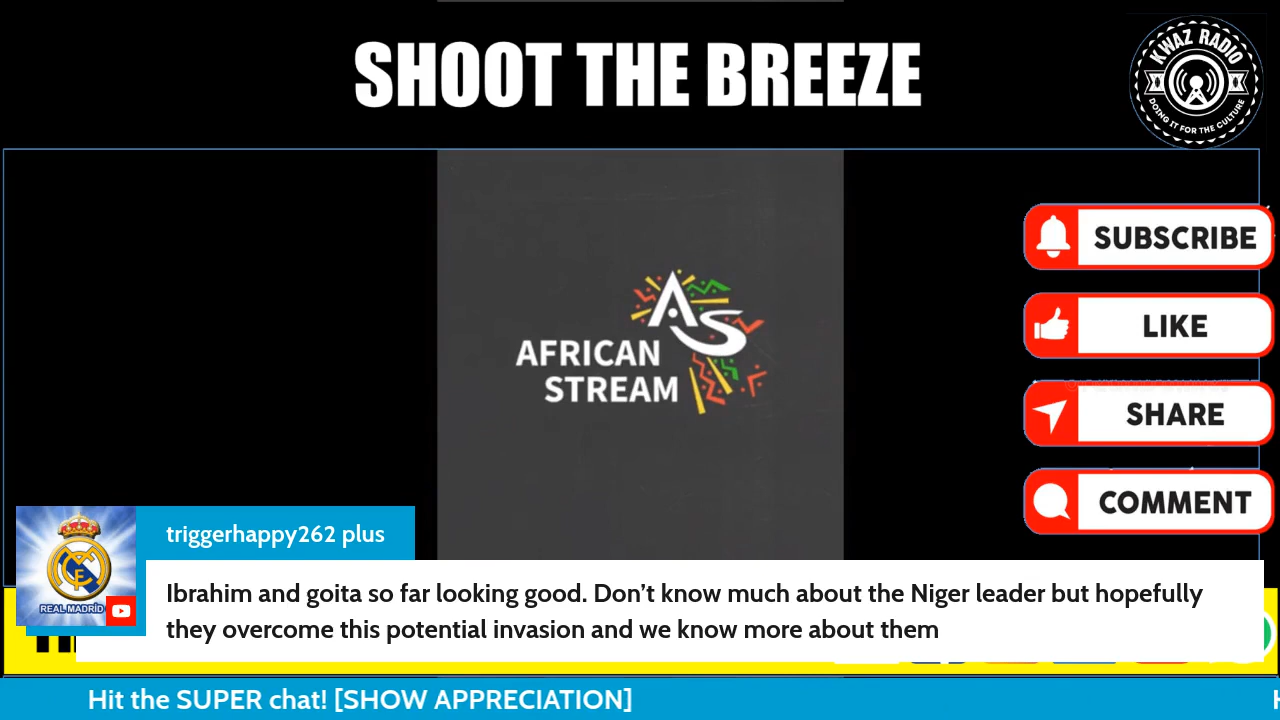 SHOOT THE BREEZE
KWAZ RADIO
DOING IT FOR THE CULTURE
SUBSCRIBE
LIKE
AFRICAN
STREAM
AS
SHARE
COMMENT
triggerhappy262 plus
Ibrahim and goita so far looking good. Don’t know much about the Niger leader but hopefully
they overcome this potential invasion and we know more about them
REAL MADRID
Hit the SUPER chat! [SHOW APPRECIATION]